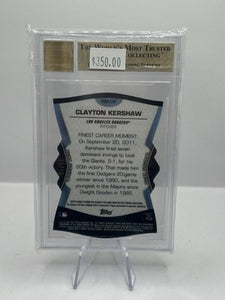 THE WORLD'S MOST TRUSTED
$350.00
COLLECTING
CLAYTON KERSHAW
LOS ANGELES DODGERS®
PITCHER
FINEST CAREER MOMENT:
On September 20, 2011,
Kershaw fired seven
dominant innings to beat
the Giants, 2-1, for his
20th victory. That made him
the first Dodgers 20-game
winner since 1990, and the
youngest in the Majors since
Dwight Gooden in 1985.
Topps